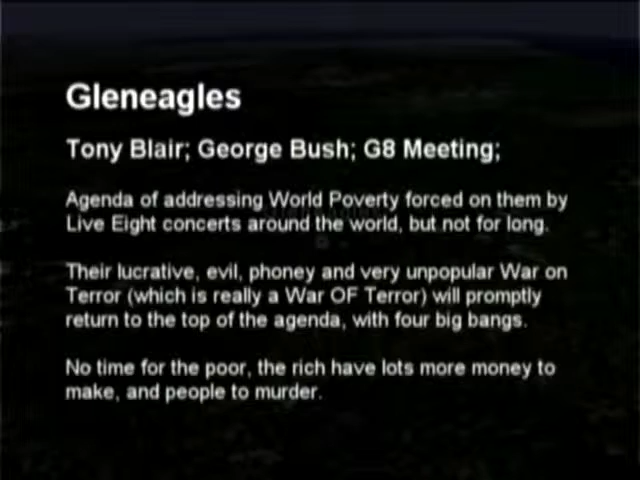 Gleneagles
Tony Blair; George Bush; G8 Meeting;
Agenda of addressing World Poverty forced on them by
Live Eight concerts around the world, but not for long.
Their lucrative, evil, phoney and very unpopular War on
Terror (which is really a War OF Terror) will promptly
return to the top of the agenda, with four big bangs.
No time for the poor, the rich have lots more money to
make, and people to murder.